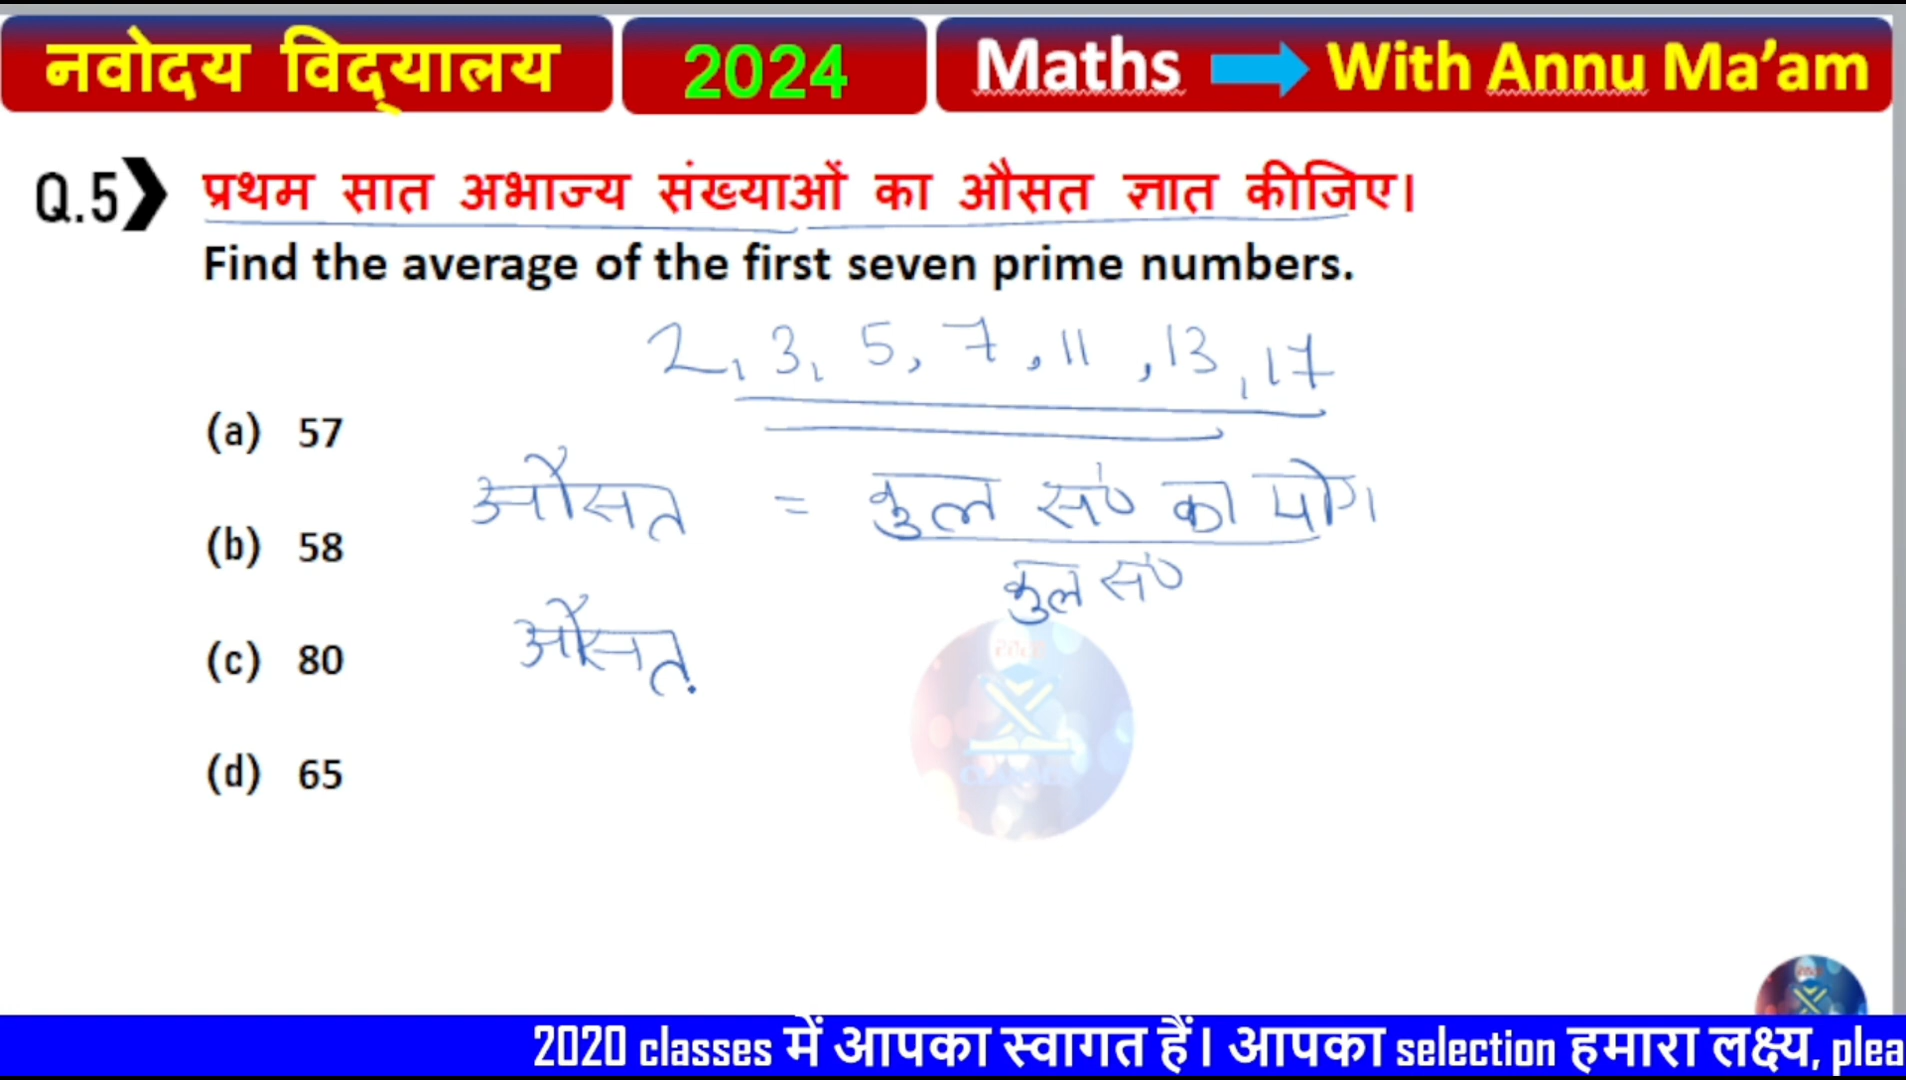 नवोदय विद्यालय 2024 Maths With Annu Ma'am
Q.5 प्रथम सात अभाज्य संख्याओं का औसत ज्ञात कीजिए।
Find the average of the first seven prime numbers.
2, 3, 5, 7, 11, 13, 17
(a) 57
औसत = कुल सं० का योग
(b) 58
कुल सं०
(c) 80
औसत
(d) 65
2020 classes में आपका स्वागत हैं। आपका selection हमारा लक्ष्य, plea